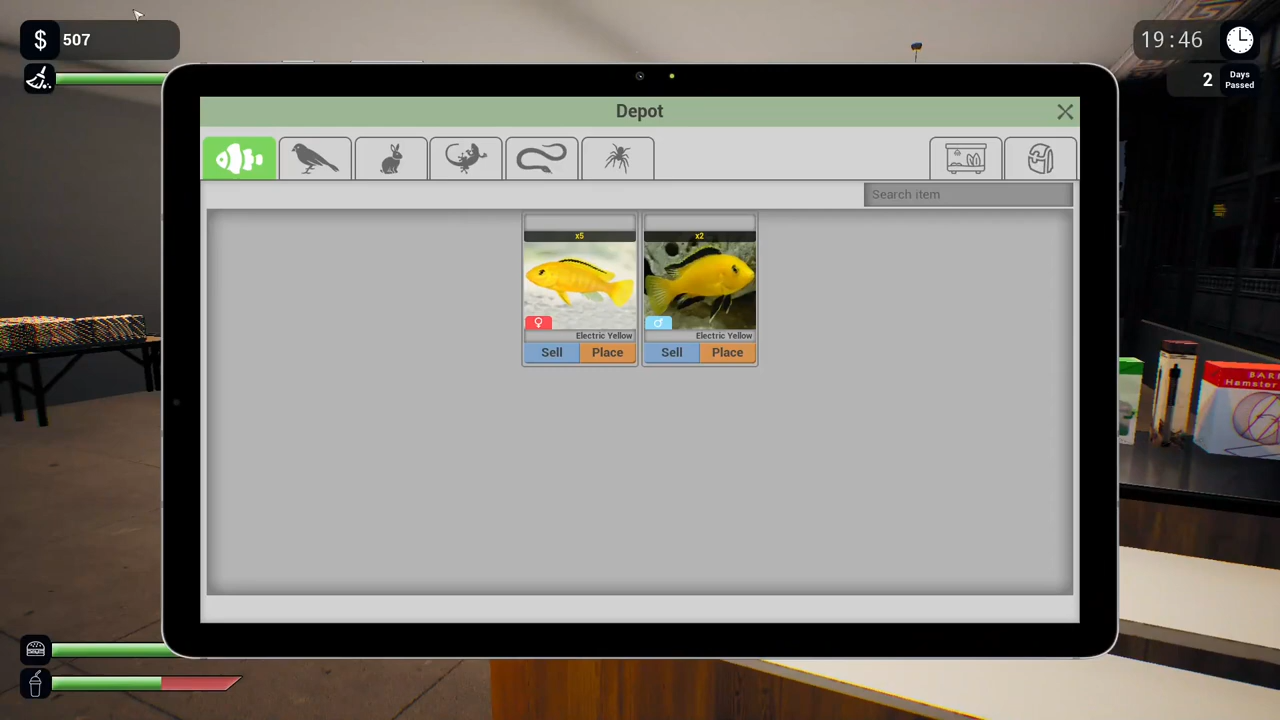 $ 507
19:46
2 Days Passed
Depot
Search item
x5
x2
Electric Yellow
Electric Yellow
Sell Place
Sell Place
BAR
Hamster